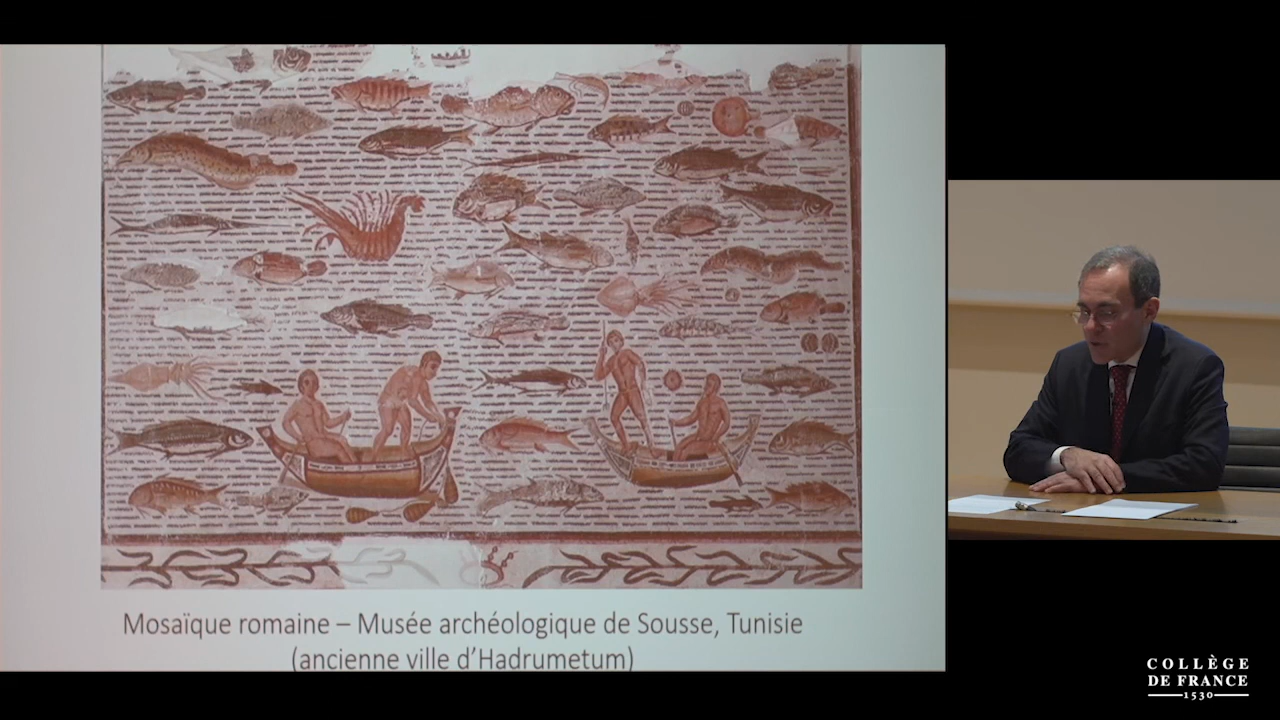 Mosaïque romaine – Musée archéologique de Sousse, Tunisie
(ancienne ville d’Hadrumetum)
COLLÈGE
DE FRANCE
1530